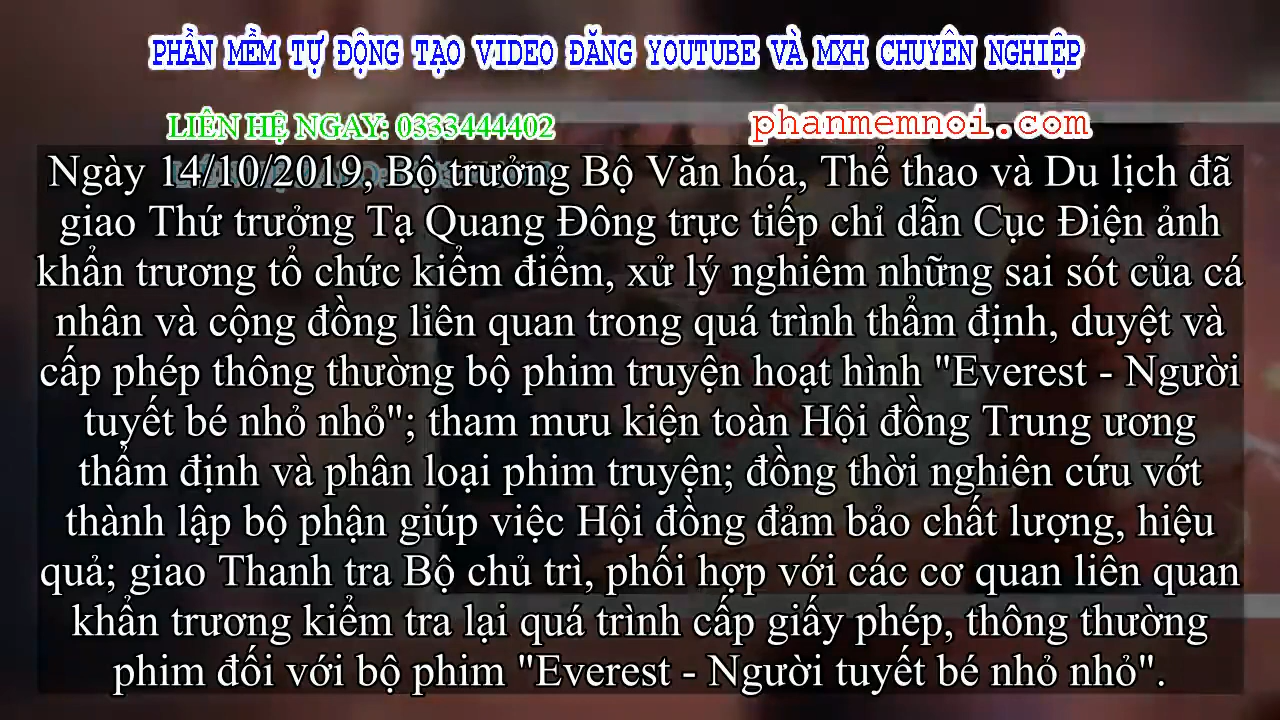 PHẦN MỀM TỰ ĐỘNG TẠO VIDEO ĐĂNG YOUTUBE VÀ MXH CHUYÊN NGHIỆP
LIÊN HỆ NGAY: 0333444402
phanmemnoi.com
Ngày 14/10/2019, Bộ trưởng Bộ Văn hóa, Thể thao và Du lịch đã
giao Thứ trưởng Tạ Quang Đông trực tiếp chỉ dẫn Cục Điện ảnh
khẩn trương tổ chức kiểm điểm, xử lý nghiêm những sai sót của cá
nhân và cộng đồng liên quan trong quá trình thẩm định, duyệt và
cấp phép thông thường bộ phim truyện hoạt hình "Everest - Người
tuyết bé nhỏ nhỏ"; tham mưu kiện toàn Hội đồng Trung ương
thẩm định và phân loại phim truyện; đồng thời nghiên cứu vớt
thành lập bộ phận giúp việc Hội đồng đảm bảo chất lượng, hiệu
quả; giao Thanh tra Bộ chủ trì, phối hợp với các cơ quan liên quan
khẩn trương kiểm tra lại quá trình cấp giấy phép, thông thường
phim đối với bộ phim "Everest - Người tuyết bé nhỏ nhỏ".